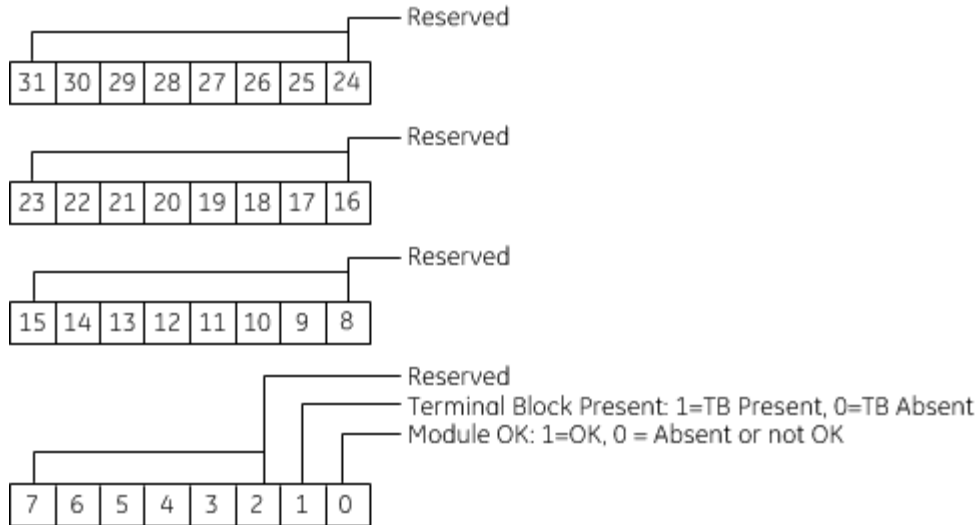 Reserved
31 30 29 28 27 26 25 24
Reserved
23 22 21 20 19 18 17 16
Reserved
15 14 13 12 11 10 9 8
Reserved
Terminal Block Present: 1=TB Present, 0=TB Absent
Module OK: 1=OK, 0 = Absent or not OK
7 6 5 4 3 2 1 0